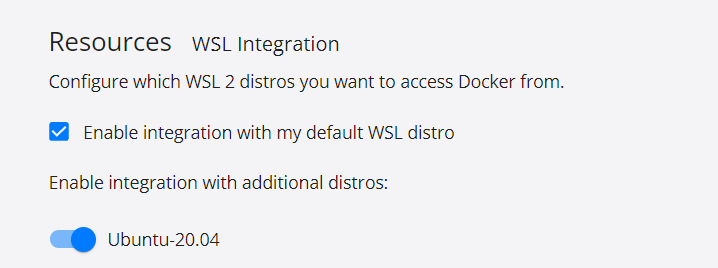 Resources WSL Integration
Configure which WSL 2 distros you want to access Docker from.
Enable integration with my default WSL distro
Enable integration with additional distros:
Ubuntu-20.04